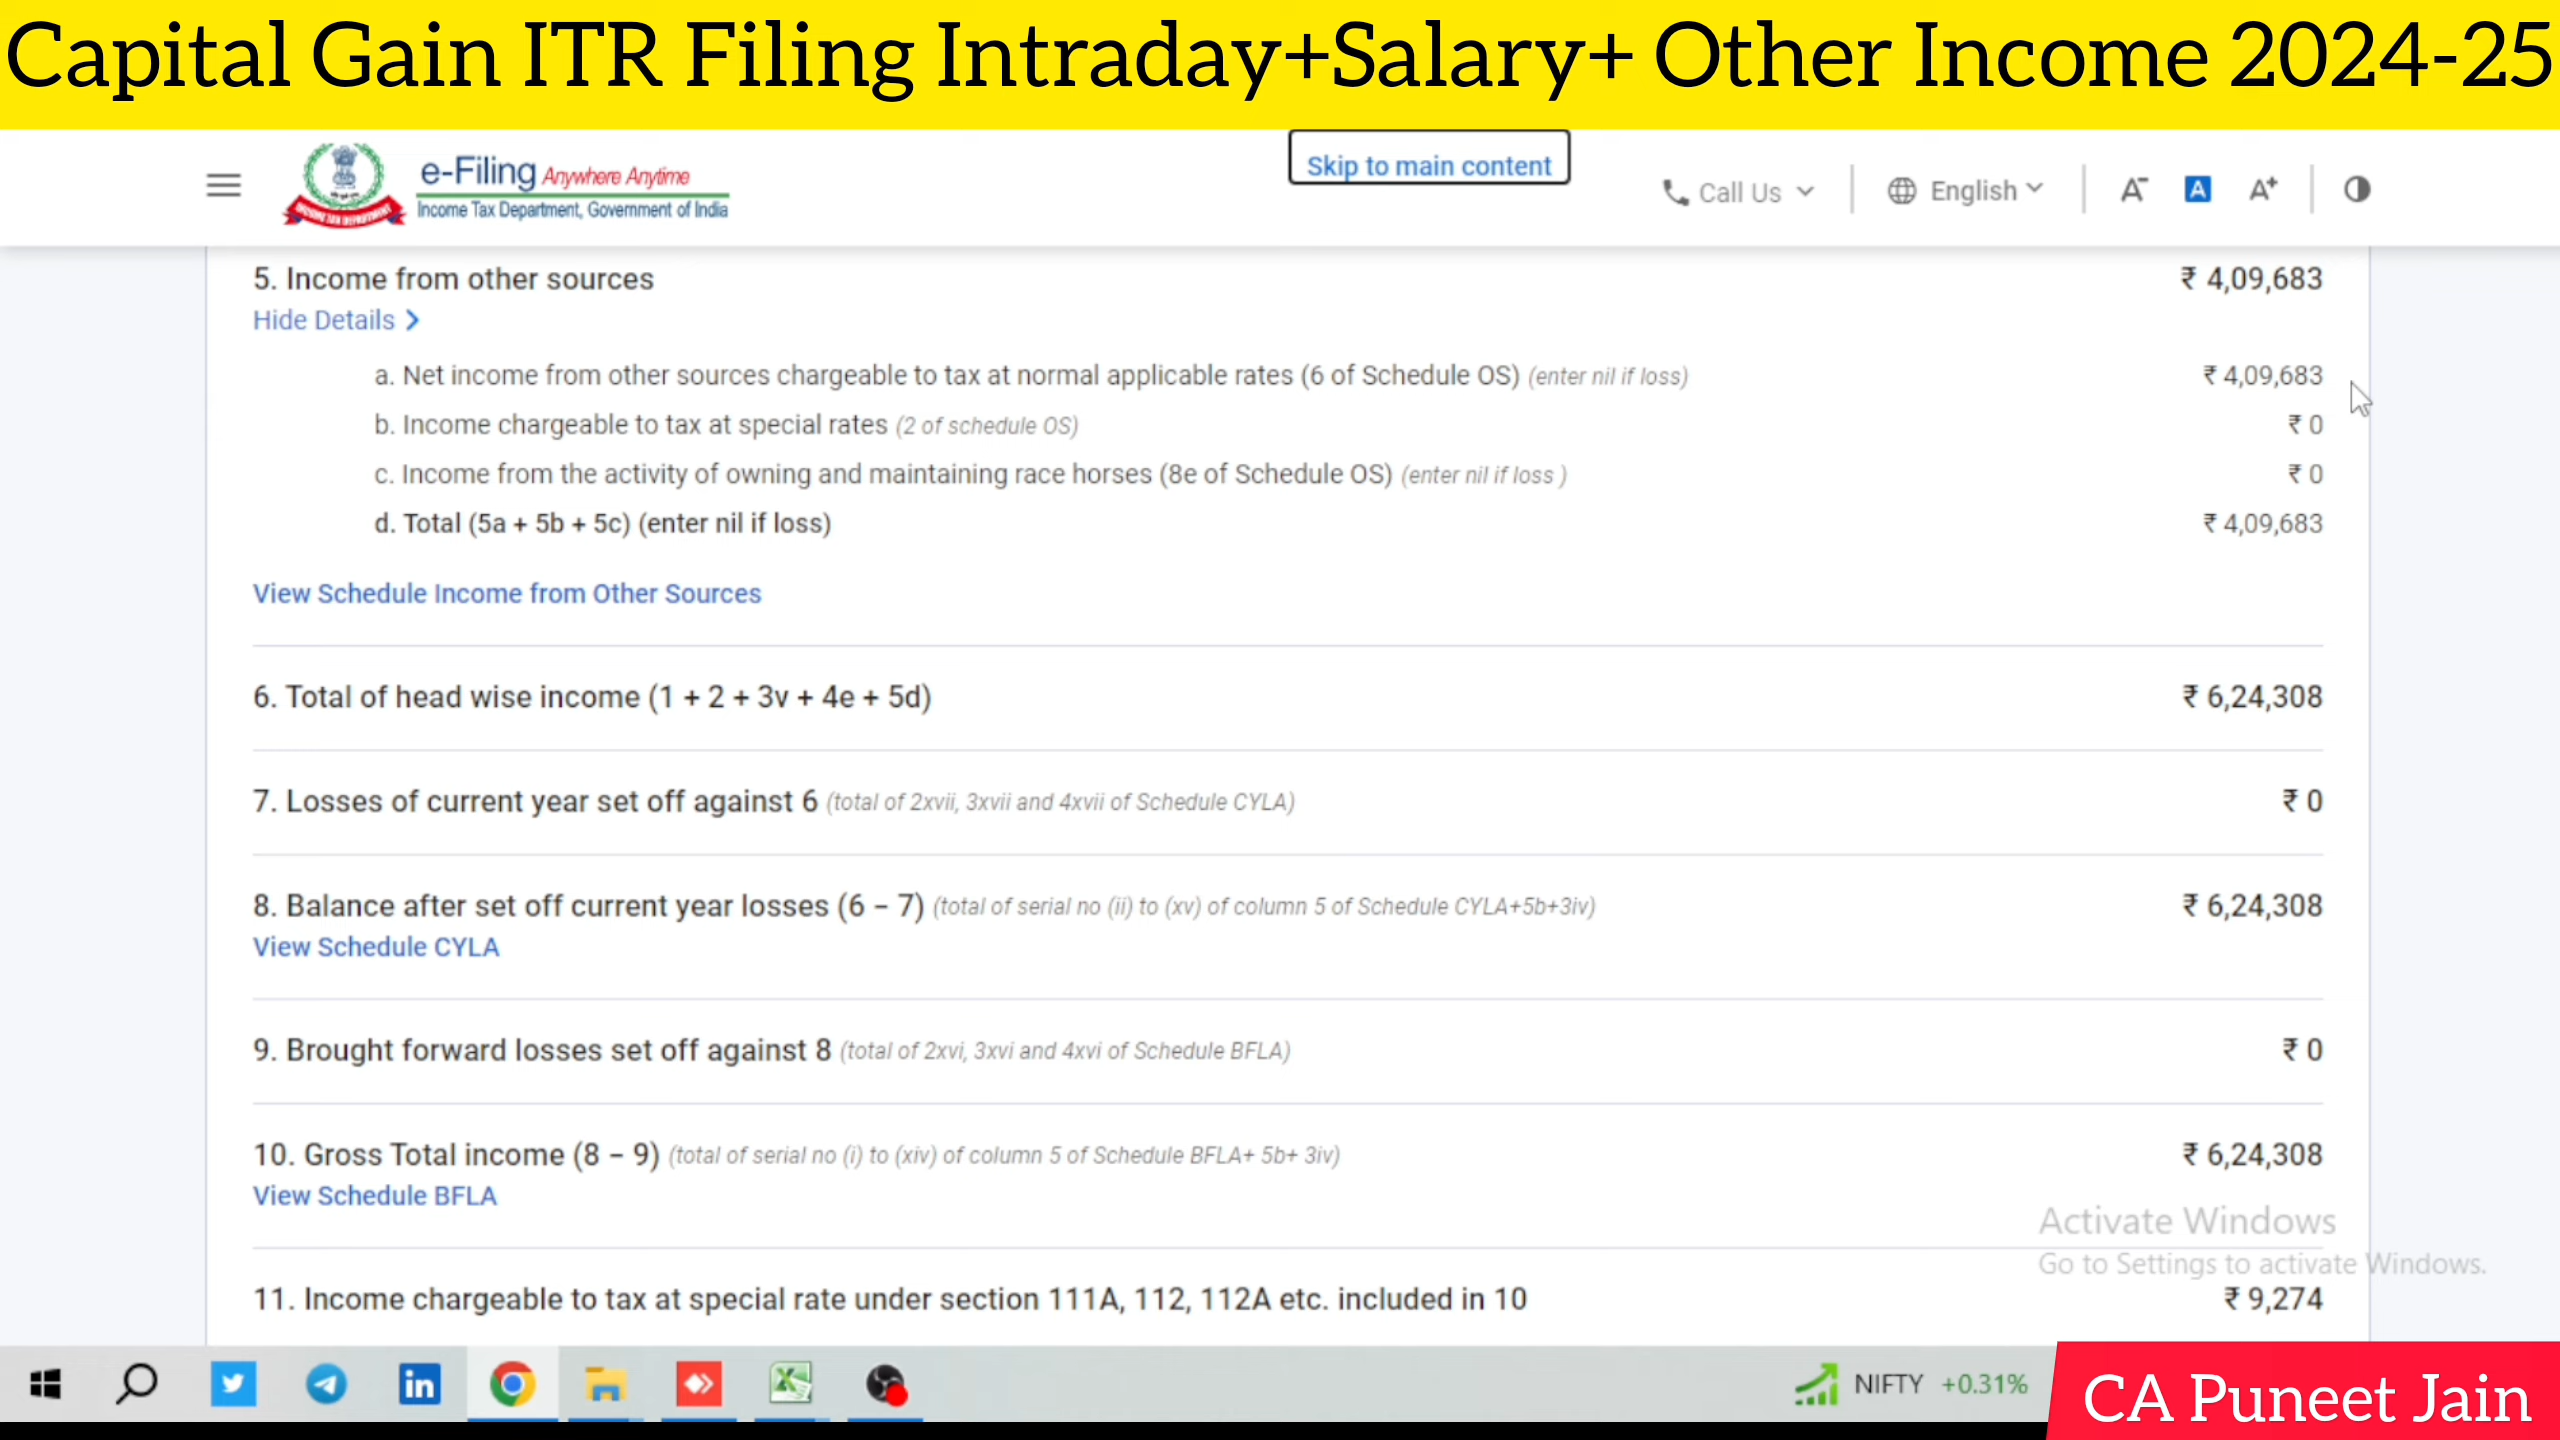 Capital Gain ITR Filing Intraday+Salary+ Other Income 2024-25
e-Filing Anywhere Anytime
Income Tax Department, Government of India
Skip to main content
Call Us
English
A- A A+
5. Income from other sources ₹ 4,09,683
Hide Details >
a. Net income from other sources chargeable to tax at normal applicable rates (6 of Schedule OS) (enter nil if loss) ₹ 4,09,683
b. Income chargeable to tax at special rates (2 of schedule OS) ₹ 0
c. Income from the activity of owning and maintaining race horses (8e of Schedule OS) (enter nil if loss ) ₹ 0
d. Total (5a + 5b + 5c) (enter nil if loss) ₹ 4,09,683
View Schedule Income from Other Sources
6. Total of head wise income (1 + 2 + 3v + 4e + 5d) ₹ 6,24,308
7. Losses of current year set off against 6 (total of 2xvii, 3xvii and 4xvii of Schedule CYLA) ₹ 0
8. Balance after set off current year losses (6 – 7) (total of serial no (ii) to (xv) of column 5 of Schedule CYLA+5b+3iv) ₹ 6,24,308
View Schedule CYLA
9. Brought forward losses set off against 8 (total of 2xvi, 3xvi and 4xvi of Schedule BFLA) ₹ 0
10. Gross Total income (8 – 9) (total of serial no (i) to (xiv) of column 5 of Schedule BFLA+ 5b+ 3iv) ₹ 6,24,308
View Schedule BFLA
Activate Windows
Go to Settings to activate Windows.
11. Income chargeable to tax at special rate under section 111A, 112, 112A etc. included in 10 ₹ 9,274
NIFTY +0.31%
CA Puneet Jain